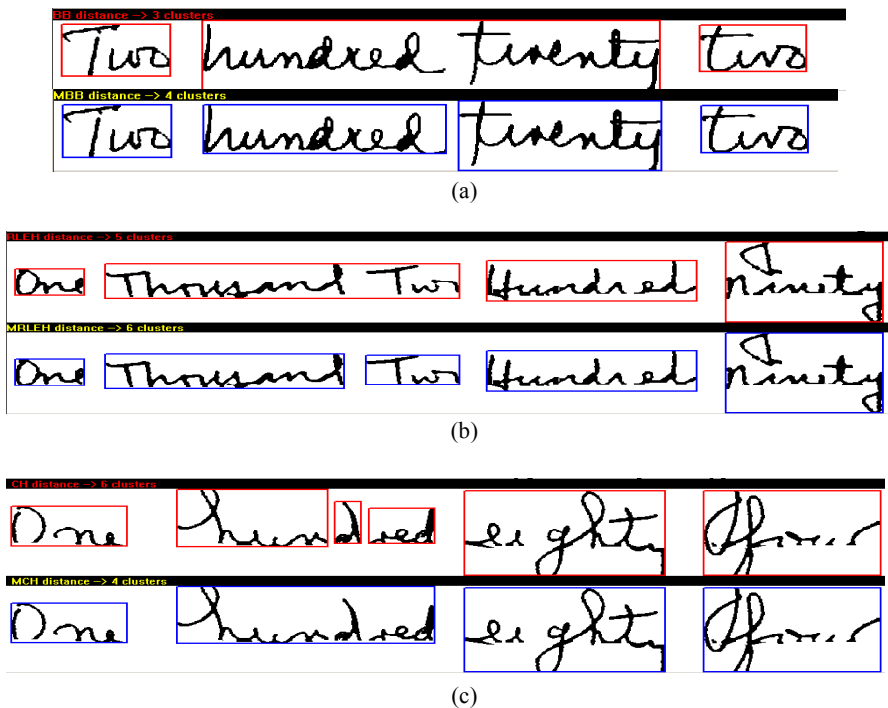 BB distance -> 3 clusters
Two hundred twenty two
MBB distance -> 4 clusters
Two hundred twenty two
(a)
RLEH distance -> 5 clusters
One Thousand Two Hundred Ninety
MRLEH distance -> 6 clusters
One Thousand Two Hundred Ninety
(b)
CH distance -> 6 clusters
One hundred eighty four
MCH distance -> 4 clusters
One hundred eighty four
(c)